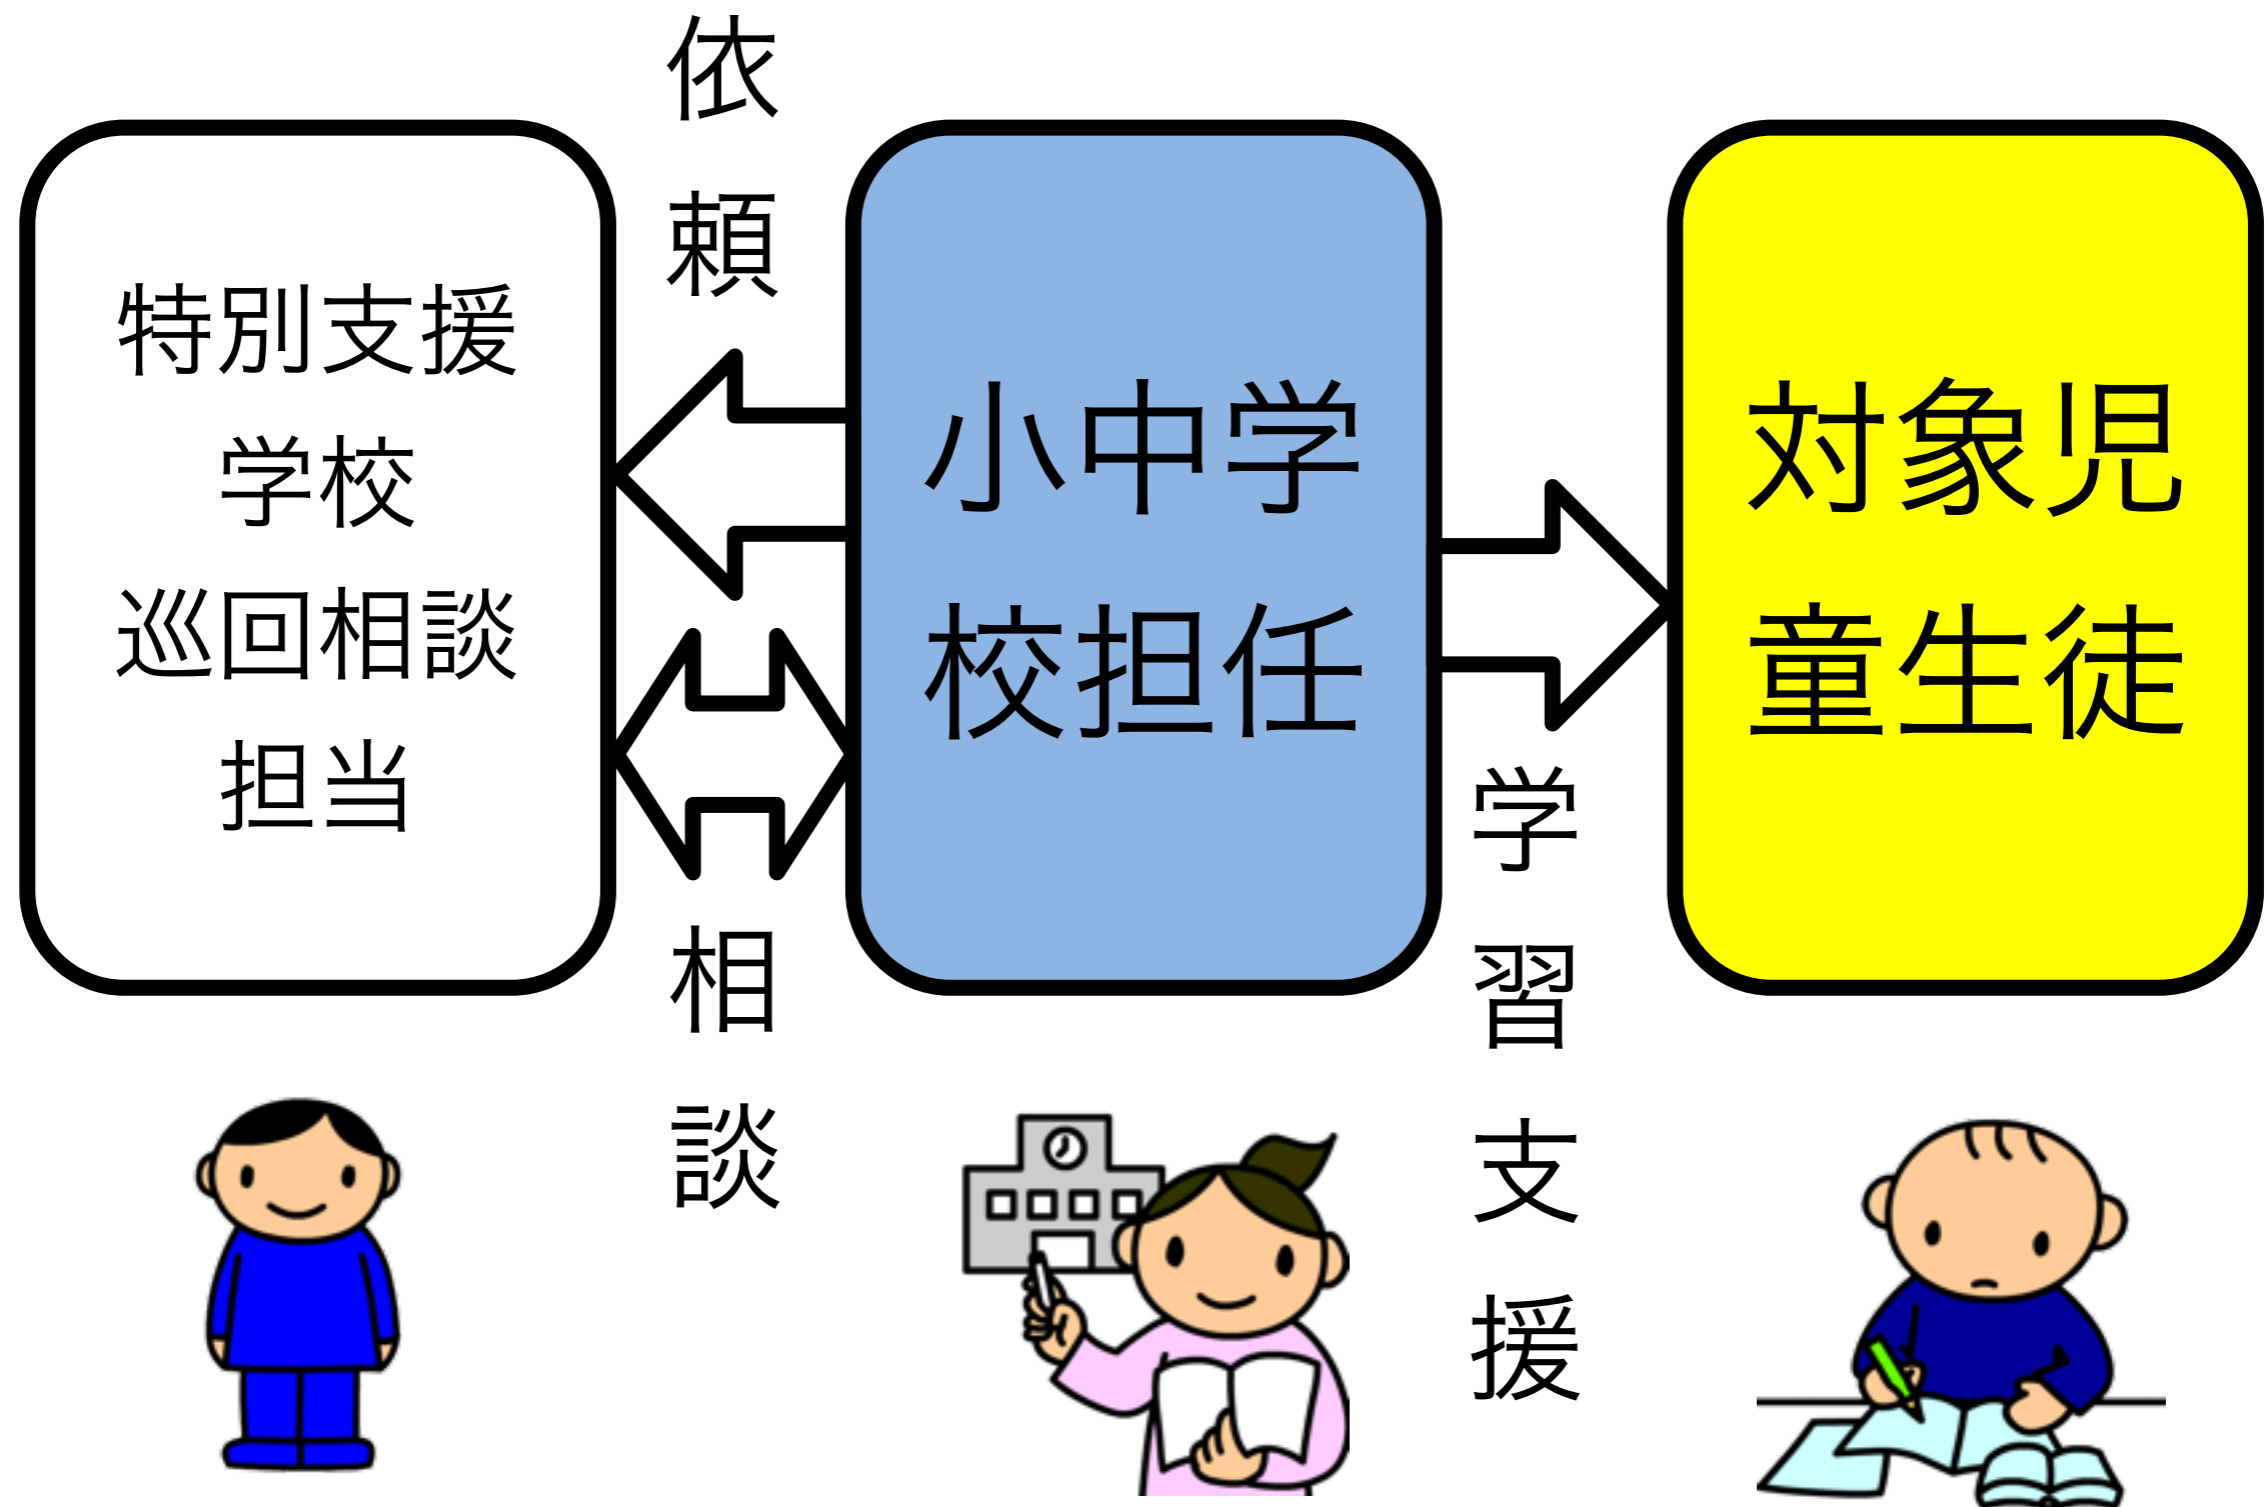 依頼
特別支援
学校
巡回相談
担当
相談
小中学
校担任
学習支援
対象児
童生徒